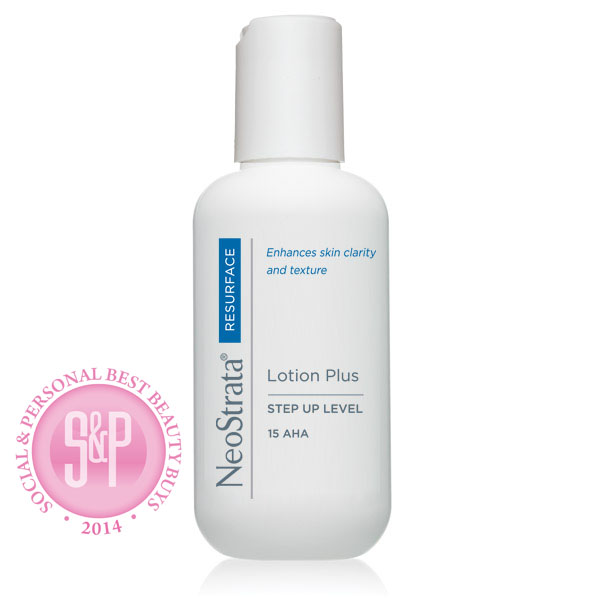 RESURFACE
NeoStrata®
Enhances skin clarity
and texture
Lotion Plus
STEP UP LEVEL
15 AHA
SOCIAL & PERSONAL BEST BEAUTY BUYS
S&P
• 2014 •